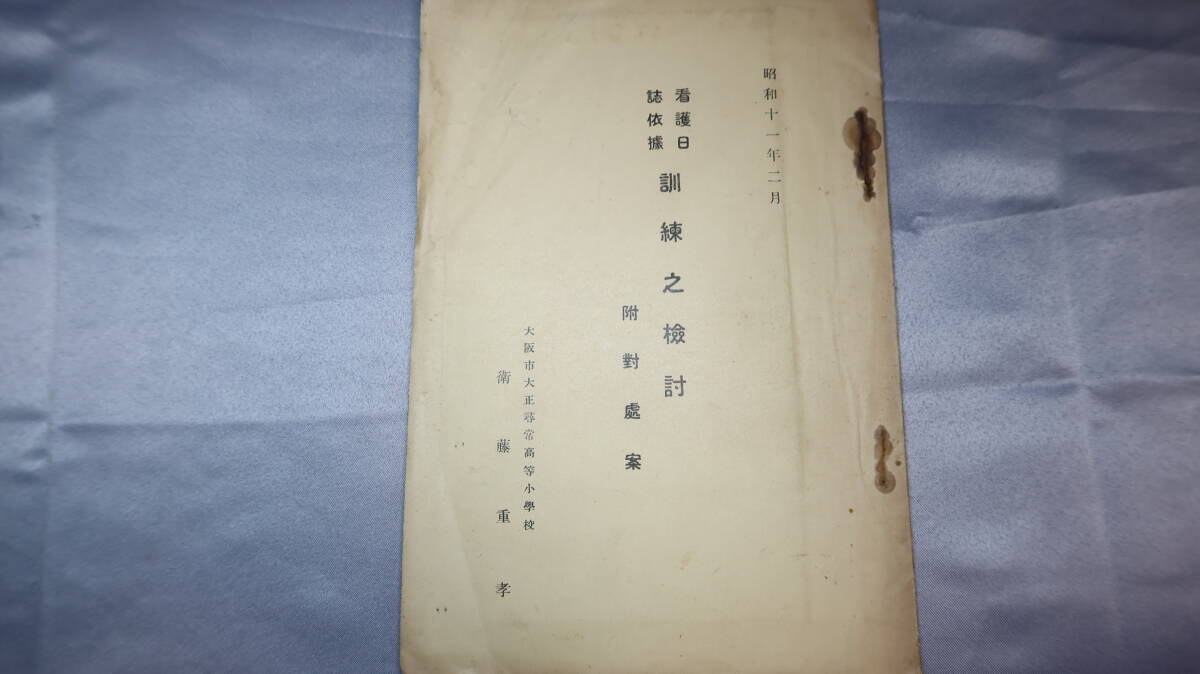 昭和十一年二月
看護日
誌依據
訓練之檢討
附對處案
大阪市大正尋常高等小學校
衛藤重孝